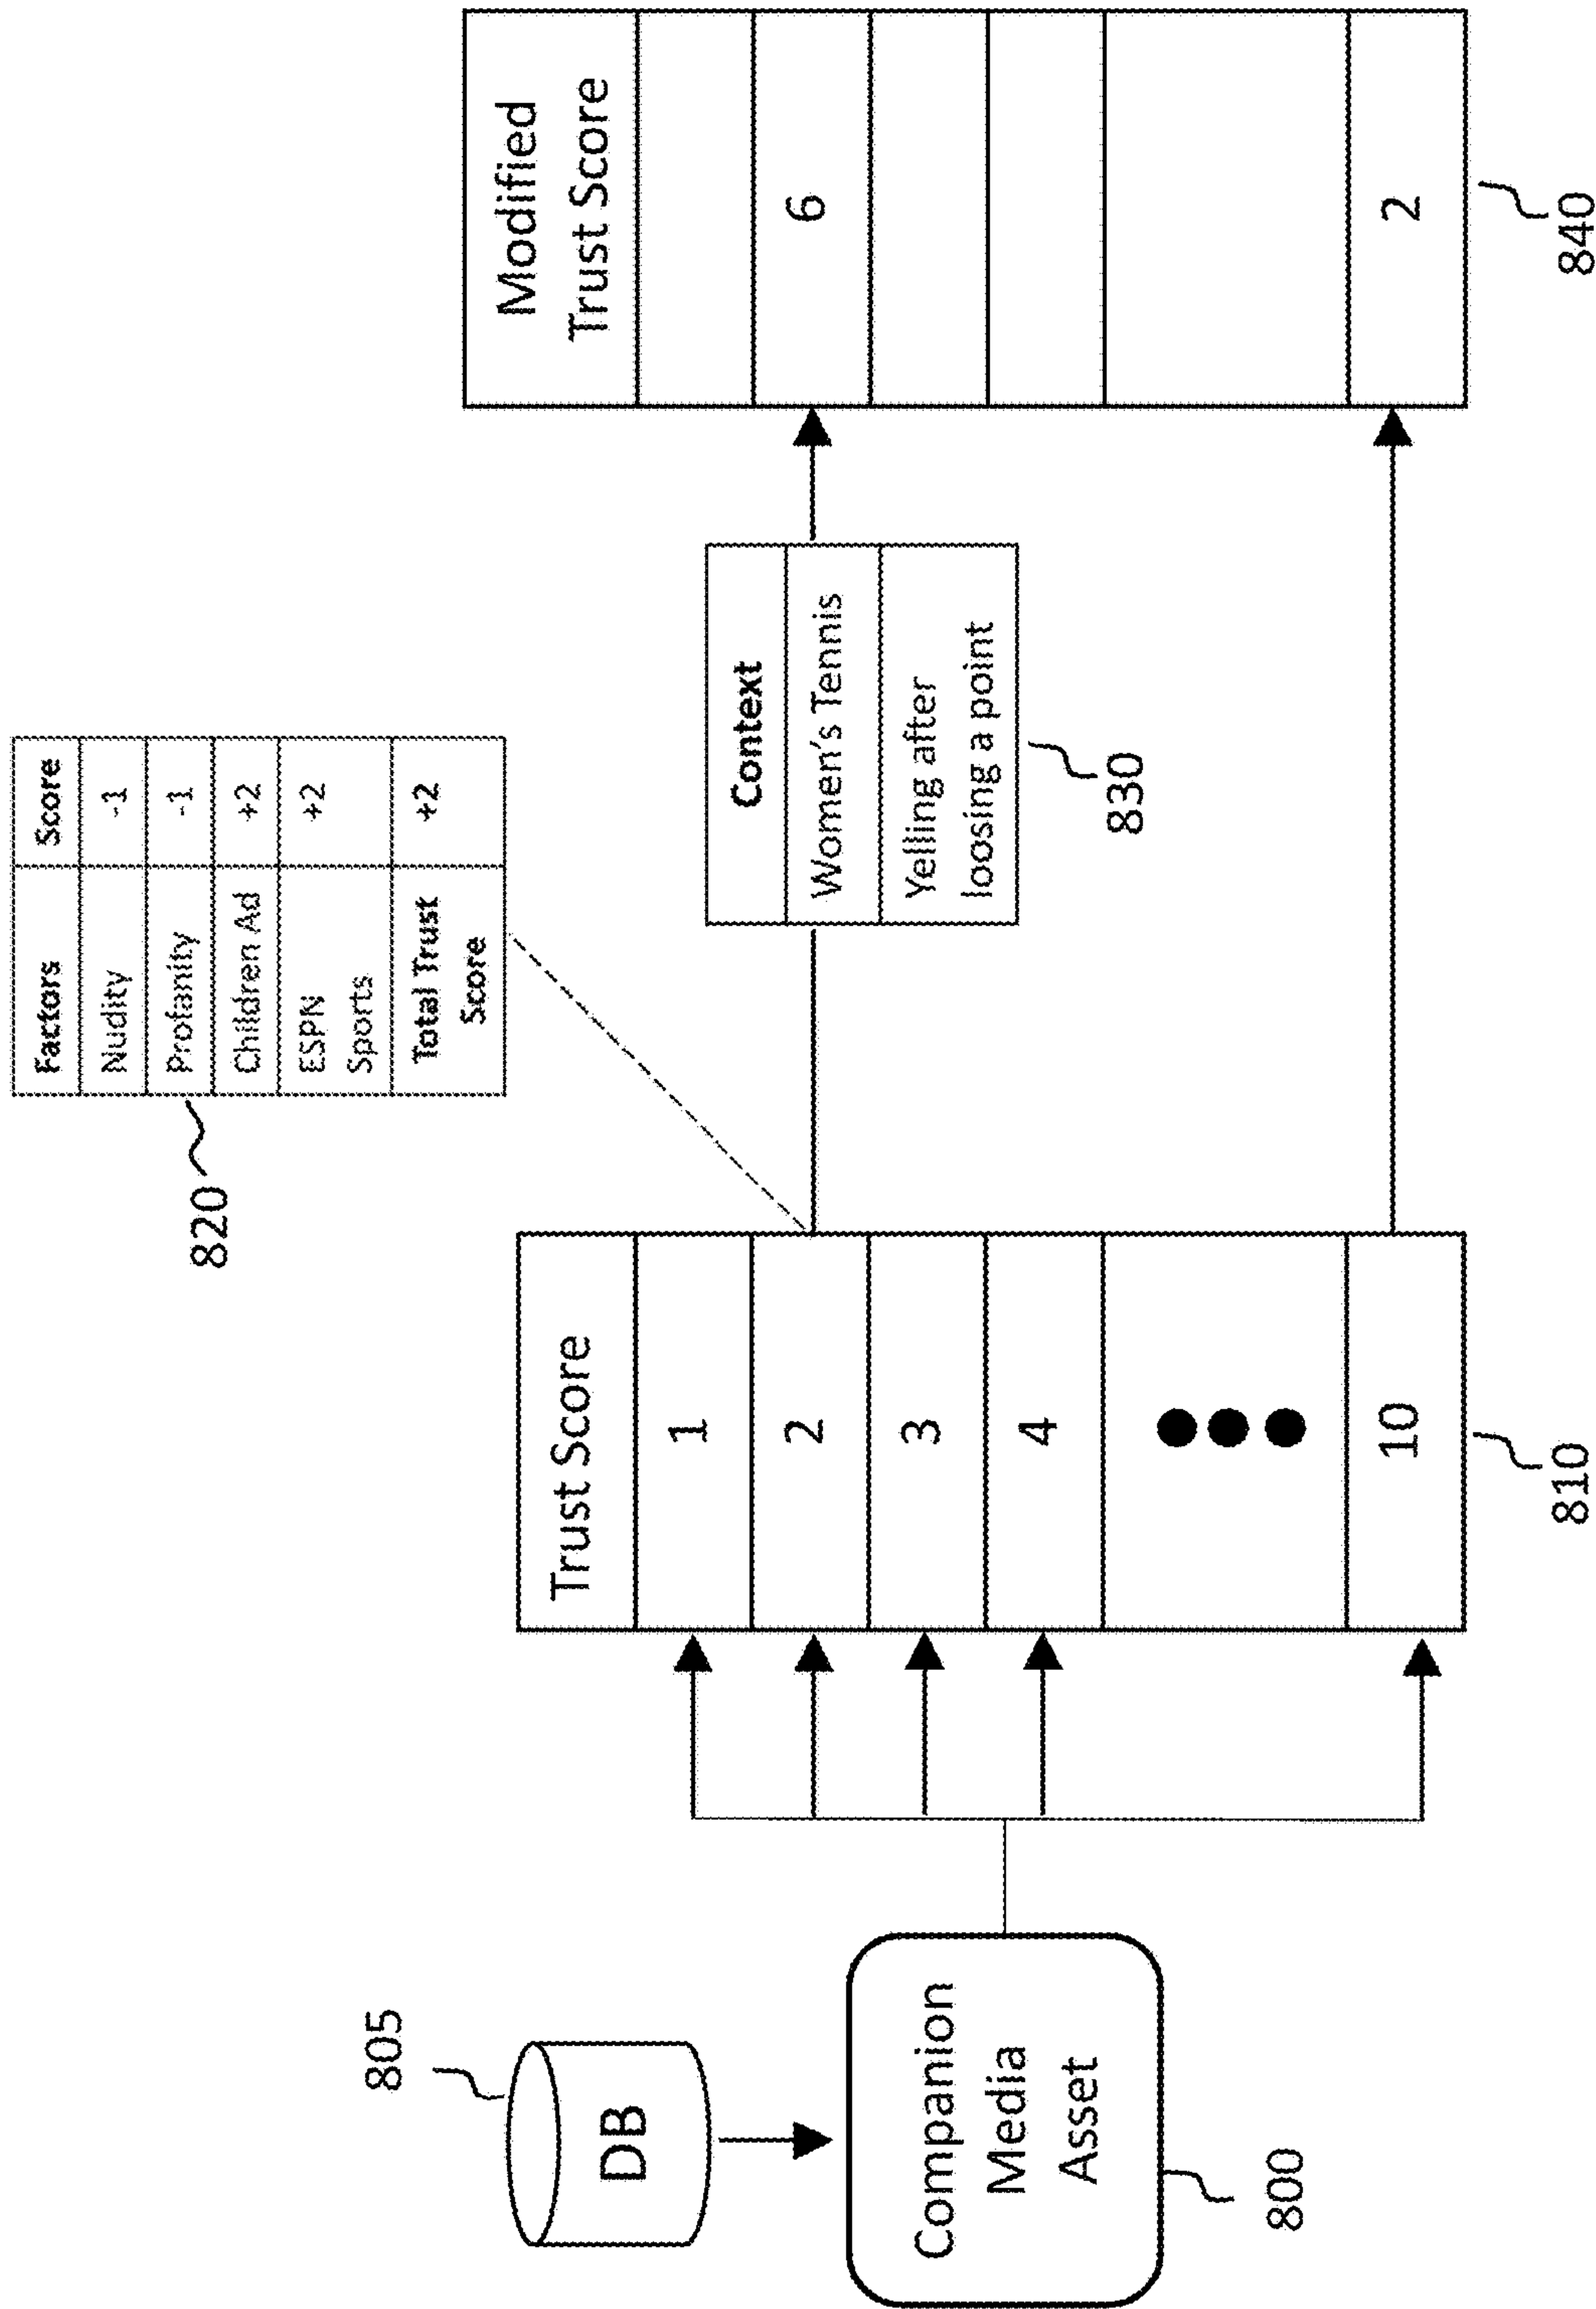 805
DB
Companion
Media
Asset
800
Trust Score
1
2
3
4
10
810
820
Factors Score
Nudity -1
Profanity -1
Children Ad +2
ESPN +2
Sports
Total Trust +2
Score
Context
Women's Tennis
Yelling after
loosing a point
830
Modified
Trust Score
6
2
840